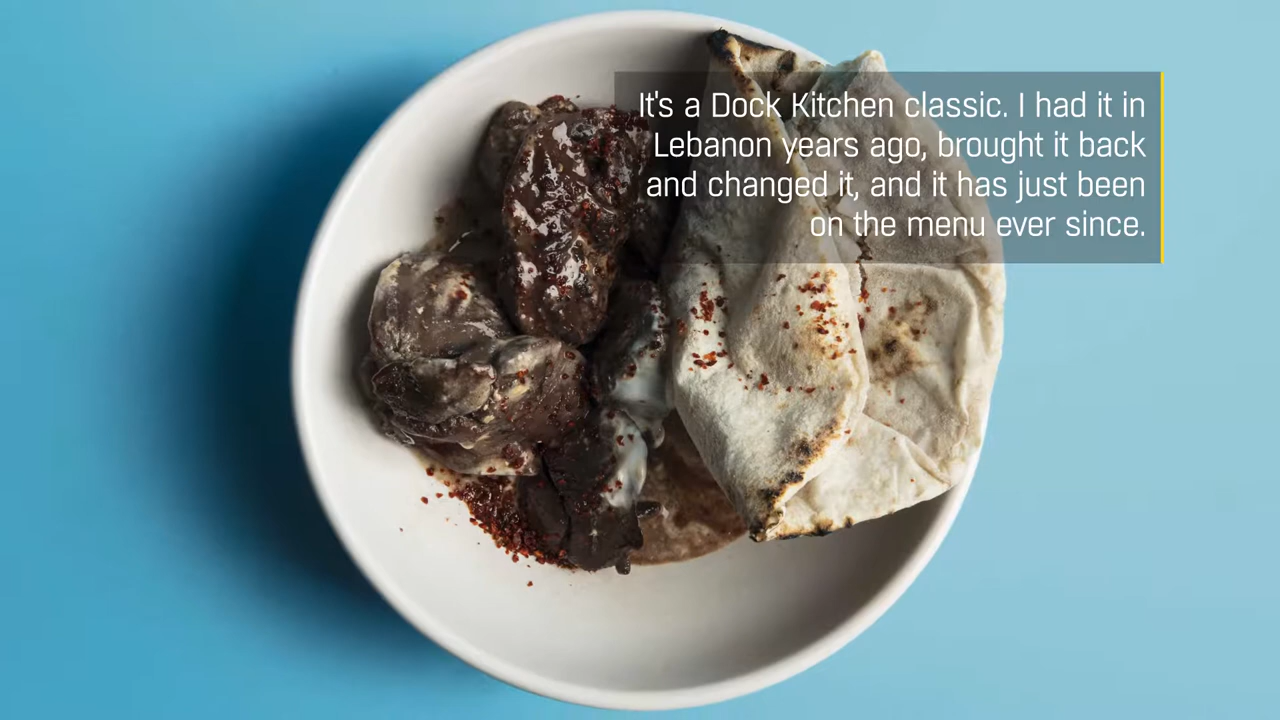 It's a Dock Kitchen classic. I had it in
Lebanon years ago, brought it back
and changed it, and it has just been
on the menu ever since.